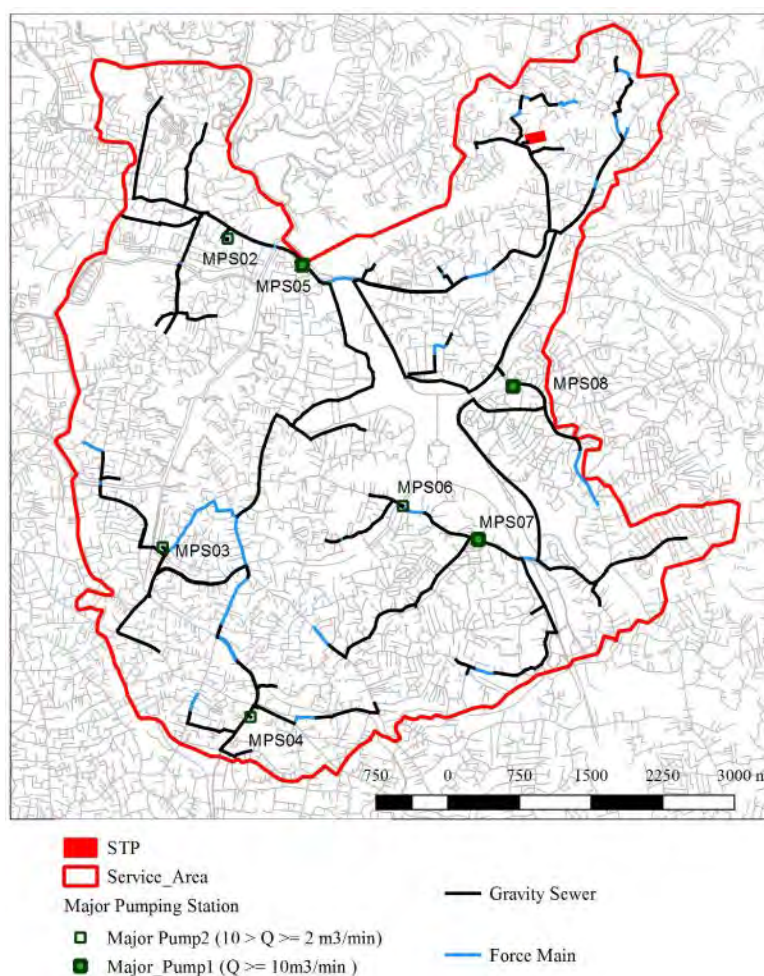 MPS02
MPS05
MPS08
MPS06
MPS07
MPS03
MPS04
750 0 750 1500 2250 3000 m
STP
Service_Area
Major Pumping Station
Gravity Sewer
Major Pump2 (10 > Q >= 2 m3/min)
Force Main
Major_Pump1 (Q >= 10m3/min )